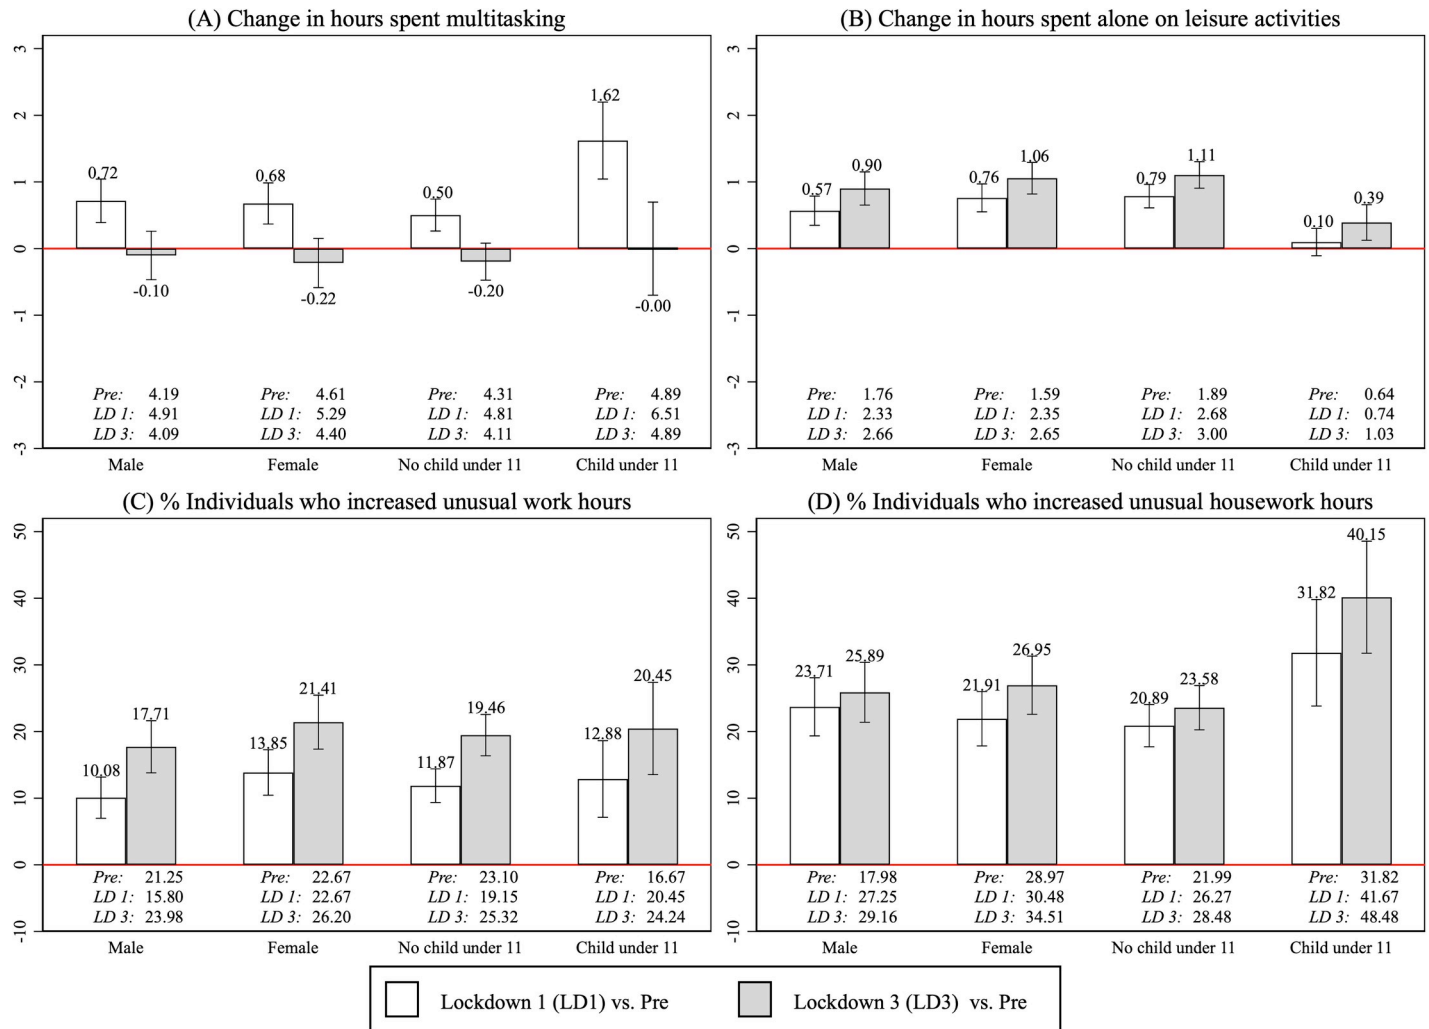 (A) Change in hours spent multitasking
3
2
1
0
-1
-2
-3
0.72
-0.10
0.68
-0.22
0.50
-0.20
1.62
-0.00
Pre: 4.19 Pre: 4.61 Pre: 4.31 Pre: 4.89
LD 1: 4.91 LD 1: 5.29 LD 1: 4.81 LD 1: 6.51
LD 3: 4.09 LD 3: 4.40 LD 3: 4.11 LD 3: 4.89
Male Female No child under 11 Child under 11
(B) Change in hours spent alone on leisure activities
3
2
1
0
-1
-2
-3
0.57
0.90
0.76
1.06
0.79
1.11
0.10
0.39
Pre: 1.76 Pre: 1.59 Pre: 1.89 Pre: 0.64
LD 1: 2.33 LD 1: 2.35 LD 1: 2.68 LD 1: 0.74
LD 3: 2.66 LD 3: 2.65 LD 3: 3.00 LD 3: 1.03
Male Female No child under 11 Child under 11
(C) % Individuals who increased unusual work hours
50
40
30
20
10
0
-10
10.08
17.71
13.85
21.41
11.87
19.46
12.88
20.45
Pre: 21.25 Pre: 22.67 Pre: 23.10 Pre: 16.67
LD 1: 15.80 LD 1: 22.67 LD 1: 19.15 LD 1: 20.45
LD 3: 23.98 LD 3: 26.20 LD 3: 25.32 LD 3: 24.24
Male Female No child under 11 Child under 11
(D) % Individuals who increased unusual housework hours
50
40
30
20
10
0
-10
23.71
25.89
21.91
26.95
20.89
23.58
31.82
40.15
Pre: 17.98 Pre: 28.97 Pre: 21.99 Pre: 31.82
LD 1: 27.25 LD 1: 30.48 LD 1: 26.27 LD 1: 41.67
LD 3: 29.16 LD 3: 34.51 LD 3: 28.48 LD 3: 48.48
Male Female No child under 11 Child under 11
Lockdown 1 (LD1) vs. Pre
Lockdown 3 (LD3) vs. Pre